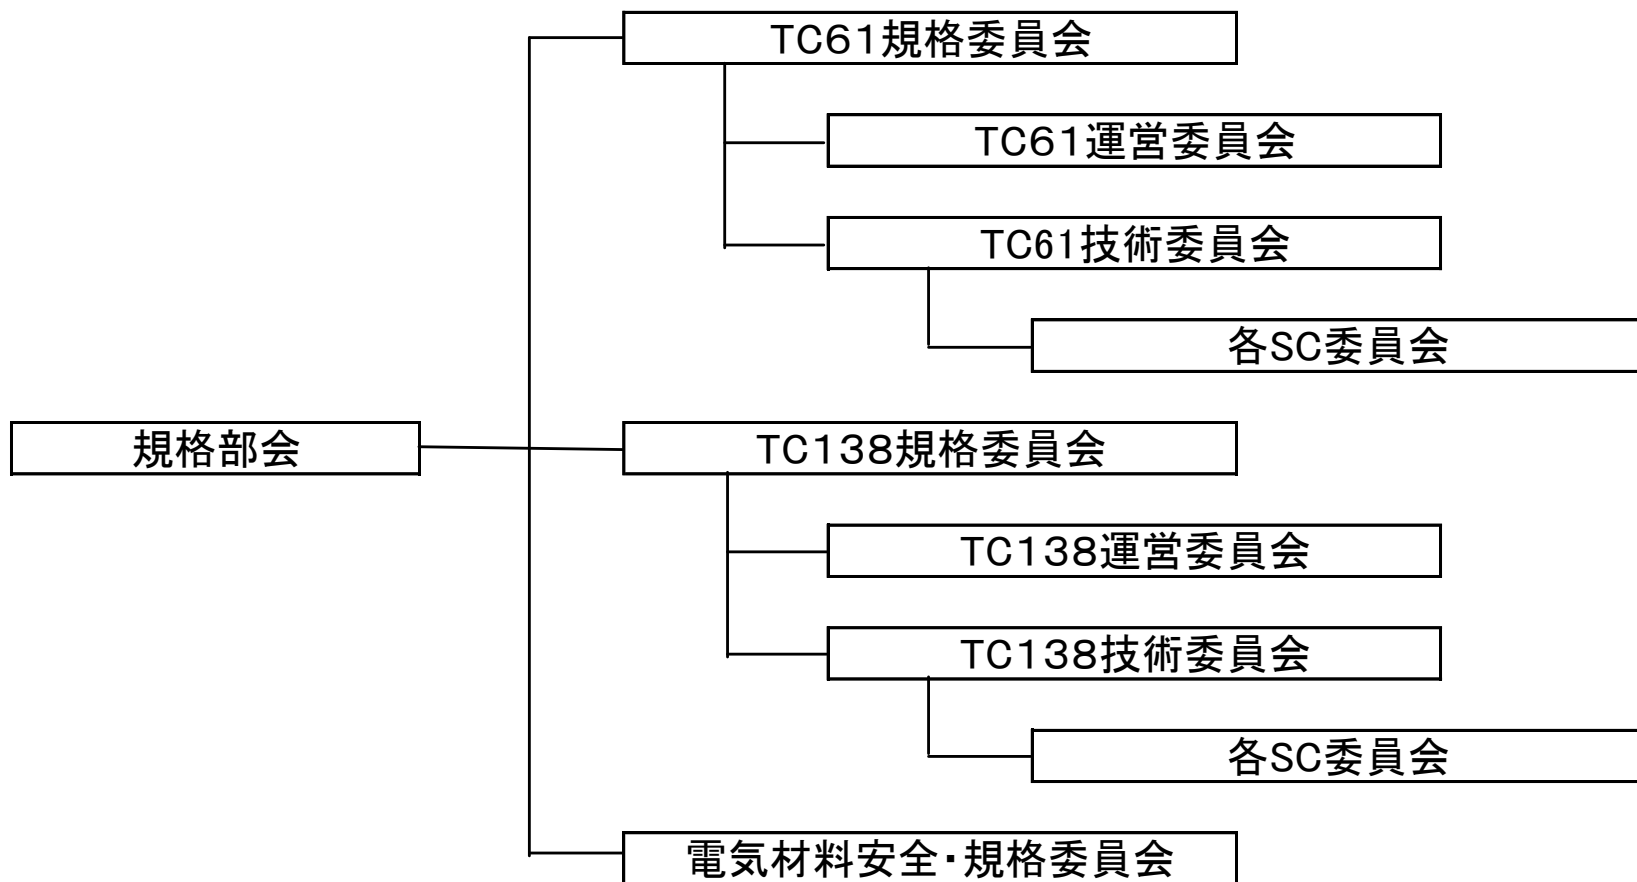 TC61規格委員会
TC６１運営委員会
TC61技術委員会
各SC委員会
規格部会
TC１３８規格委員会
TC１３８運営委員会
TC１３８技術委員会
各SC委員会
電気材料安全・規格委員会